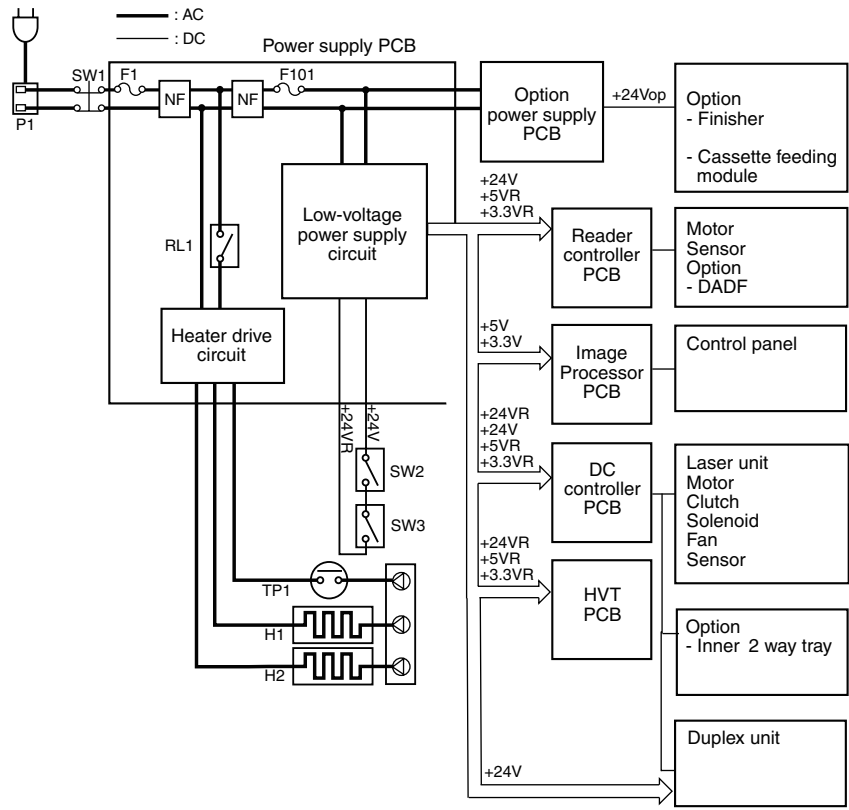 : AC
: DC
Power supply PCB
P1
SW1
F1
NF
NF
F101
Option
power supply
PCB
+24Vop
Option
- Finisher
- Cassette feeding
module
RL1
Low-voltage
power supply
circuit
+24V
+5VR
+3.3VR
Reader
controller
PCB
Motor
Sensor
Option
- DADF
Heater drive
circuit
+5V
+3.3V
Image
Processor
PCB
Control panel
+24VR
+24V
SW2
SW3
+24VR
+24V
+5VR
+3.3VR
DC
controller
PCB
Laser unit
Motor
Clutch
Solenoid
Fan
Sensor
TP1
H1
H2
+24VR
+5VR
+3.3VR
HVT
PCB
Option
- Inner 2 way tray
+24V
Duplex unit